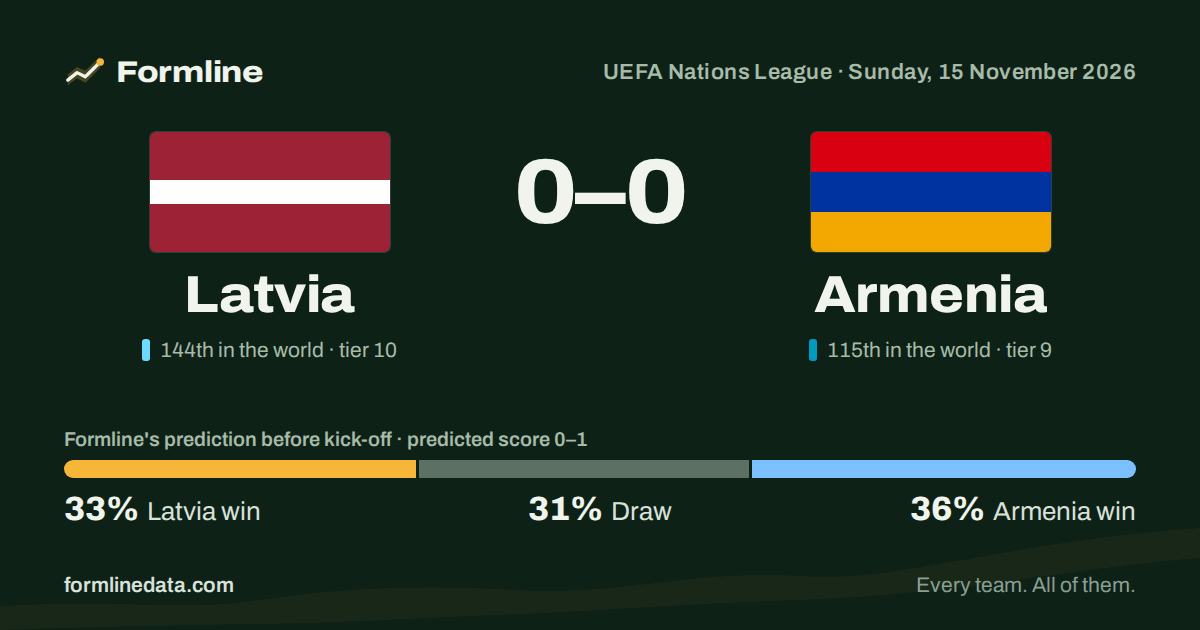 Formline
UEFA Nations League · Sunday, 15 November 2026
0–0
Latvia
Armenia
144th in the world · tier 10
115th in the world · tier 9
Formline's prediction before kick-off · predicted score 0–1
33% Latvia win
31% Draw
36% Armenia win
formlinedata.com
Every team. All of them.